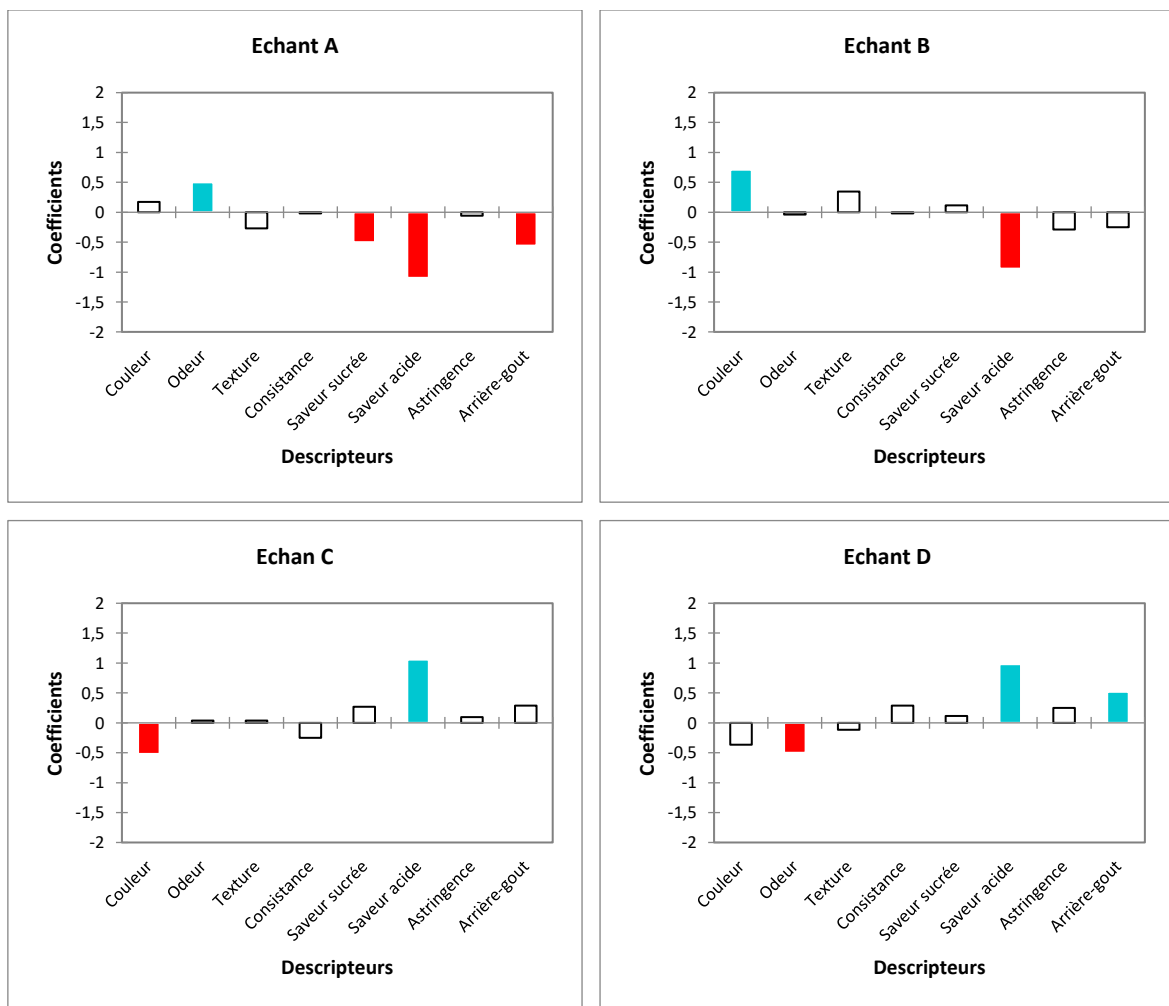 Echant A
Coefficients
2
1,5
1
0,5
0
-0,5
-1
-1,5
-2
Couleur
Odeur
Texture
Consistance
Saveur sucrée
Saveur acide
Astringence
Arrière-gout
Descripteurs
Echant B
Coefficients
2
1,5
1
0,5
0
-0,5
-1
-1,5
-2
Couleur
Odeur
Texture
Consistance
Saveur sucrée
Saveur acide
Astringence
Arrière-gout
Descripteurs
Echan C
Coefficients
2
1,5
1
0,5
0
-0,5
-1
-1,5
-2
Couleur
Odeur
Texture
Consistance
Saveur sucrée
Saveur acide
Astringence
Arrière-gout
Descripteurs
Echant D
Coefficients
2
1,5
1
0,5
0
-0,5
-1
-1,5
-2
Couleur
Odeur
Texture
Consistance
Saveur sucrée
Saveur acide
Astringence
Arrière-gout
Descripteurs